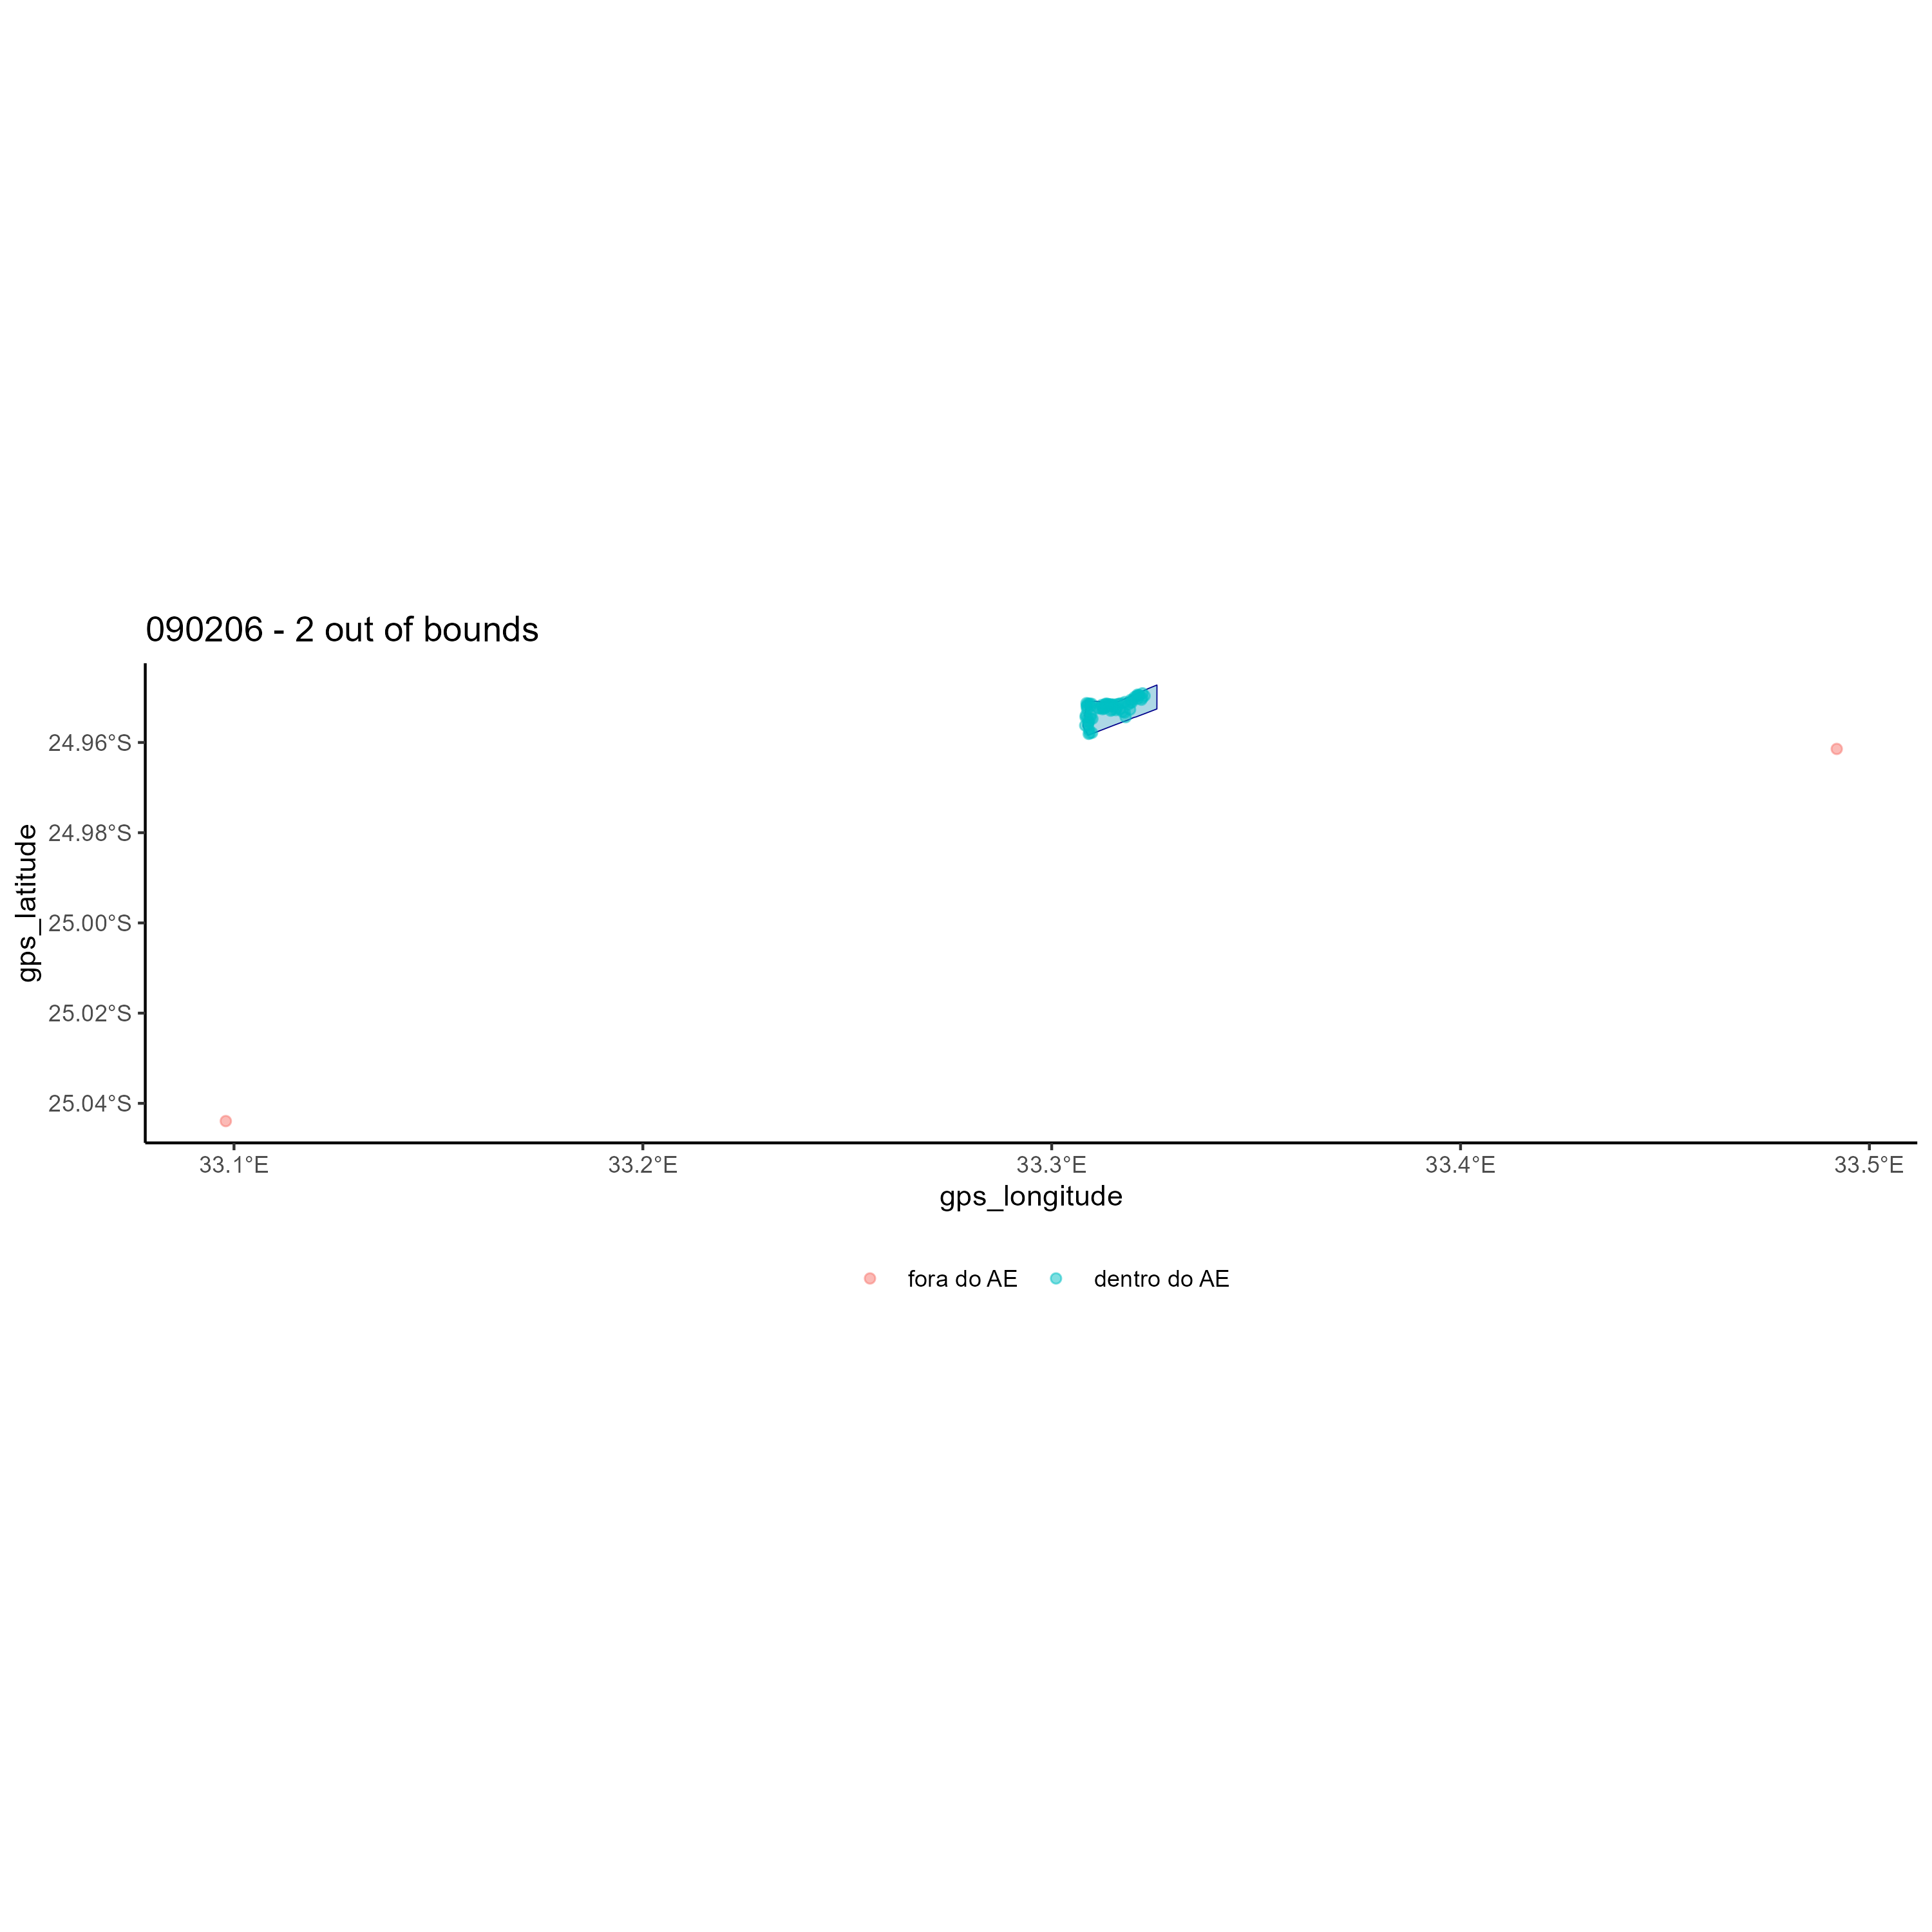 090206 - 2 out of bounds
gps_latitude
24.96°S
24.98°S
25.00°S
25.02°S
25.04°S
33.1°E 33.2°E 33.3°E 33.4°E 33.5°E
gps_longitude
fora do AE dentro do AE